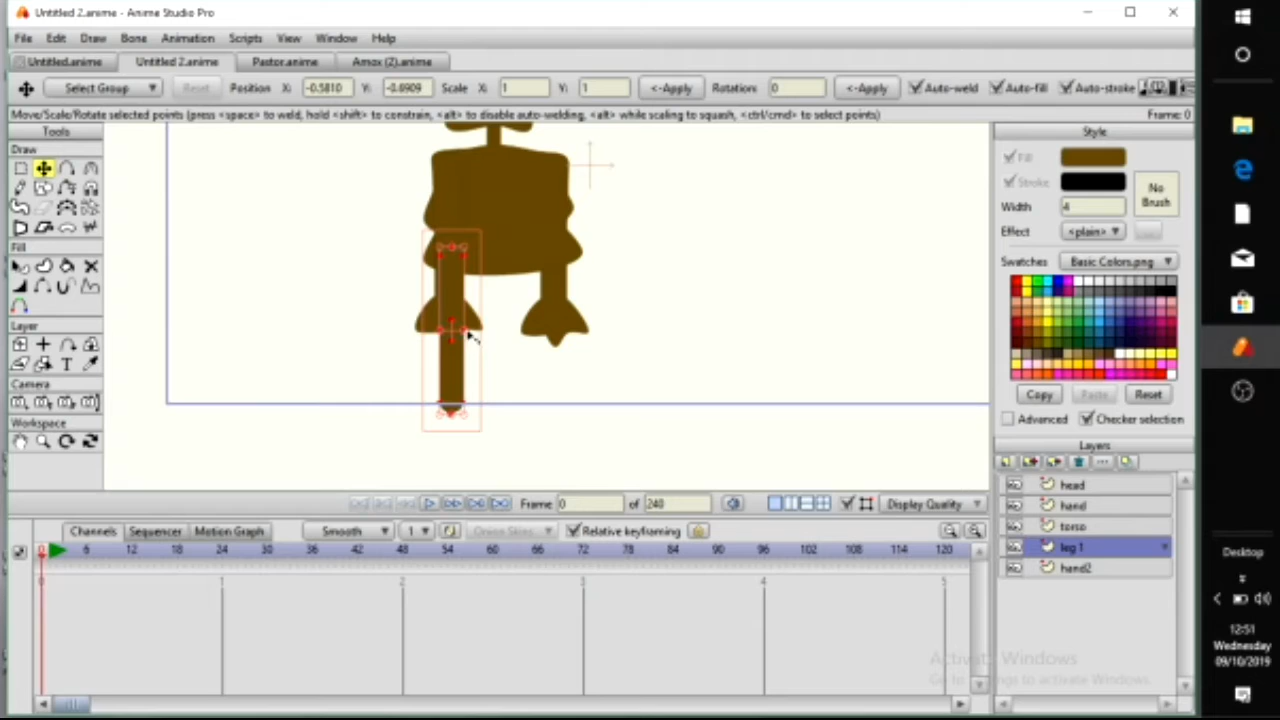 Untitled 2.anime - Anime Studio Pro
File Edit Draw Bone Animation Scripts View Window Help
Untitled.anime Untitled 2.anime Pastor.anime Amox (2).anime
Select Group Reset Position X: -0.5810 Y: -0.6909 Scale X: 1 Y: 1 <-Apply Rotation: 0 <-Apply Auto-weld Auto-fill Auto-stroke
Move/Scale/Rotate selected points (press <space> to weld, hold <shift> to constrain, <alt> to disable auto-welding, <alt> while scaling to squash, <ctrl/cmd> to select points) Frame: 0
Tools
Draw
Fill
Layer
Camera
Workspace
Style
Fill
Stroke
No Brush
Width 4
Effect <plain>
Swatches Basic Colors.png
Copy Paste Reset
Advanced Checker selection
Layers
head
hand
torso
leg 1
hand2
Frame: 0 of 240 Display Quality
Channels Sequencer Motion Graph Smooth 1 Onion Skins Relative keyframing
0 6 12 18 24 30 36 42 48 54 60 66 72 78 84 90 96 102 108 114 120
0 1 2 3 4 5
Activate Windows
Go to Settings to activate Windows.
Desktop
12:51
Wednesday
09/10/2019